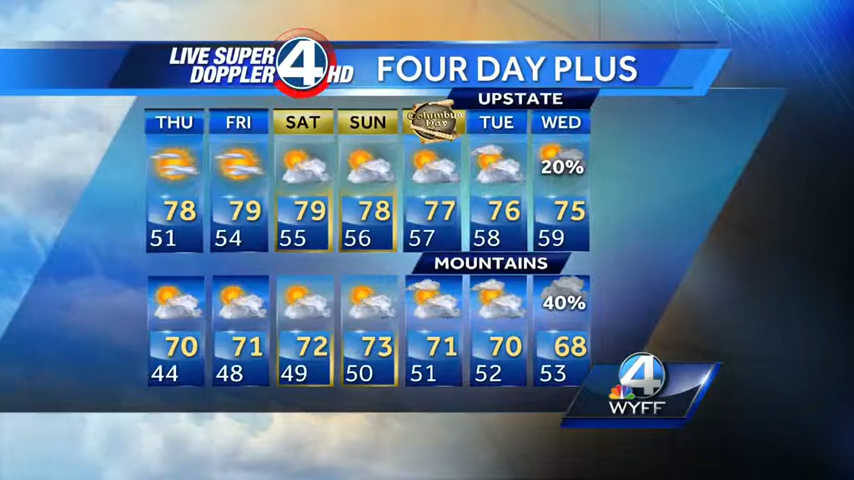 LIVE SUPER
DOPPLER 4 HD
FOUR DAY PLUS
UPSTATE
THU FRI SAT SUN Columbus Day TUE WED
20%
78 79 79 78 77 76 75
51 54 55 56 57 58 59
MOUNTAINS
40%
70 71 72 73 71 70 68
44 48 49 50 51 52 53
4
WYFF